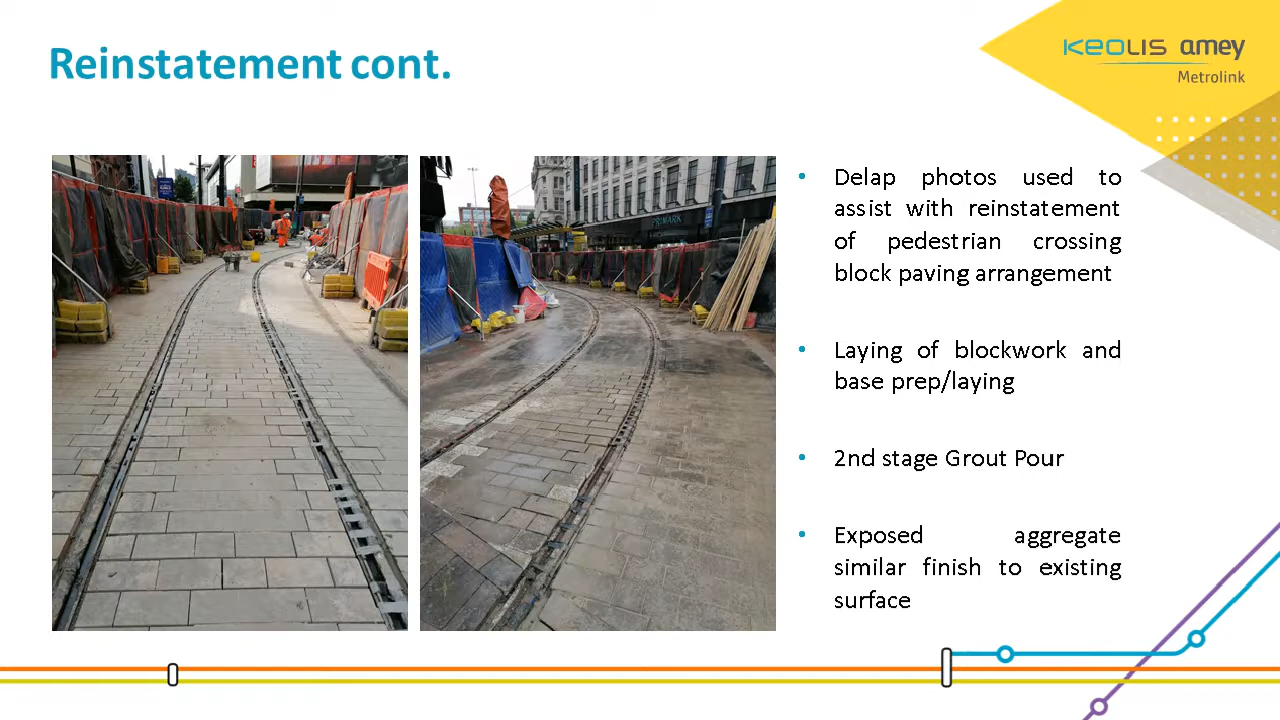 Reinstatement cont.
KEOLIS amey
Metrolink
• Delap photos used to
assist with reinstatement
of pedestrian crossing
block paving arrangement
• Laying of blockwork and
base prep/laying
• 2nd stage Grout Pour
• Exposed aggregate
similar finish to existing
surface
PRIMARK